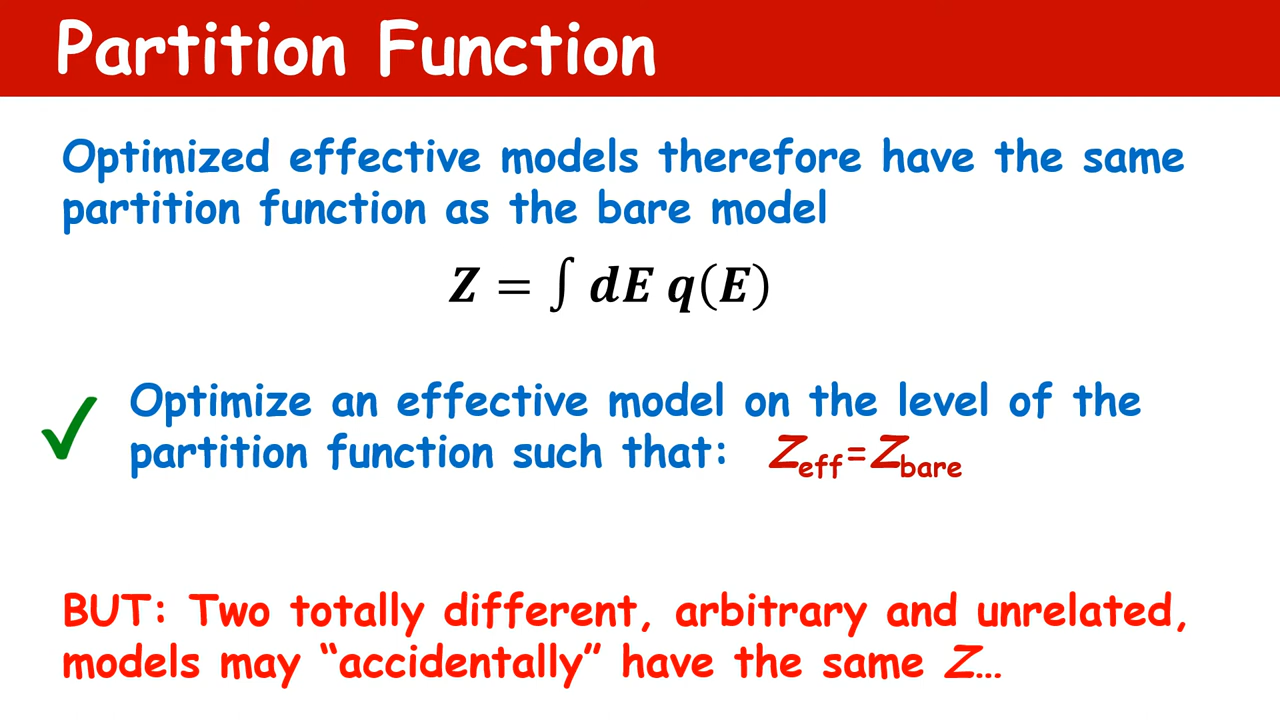 Partition Function
Optimized effective models therefore have the same
partition function as the bare model
Z = ∫ dE q(E)
Optimize an effective model on the level of the
partition function such that: Zeff=Zbare
BUT: Two totally different, arbitrary and unrelated,
models may “accidentally” have the same Z…